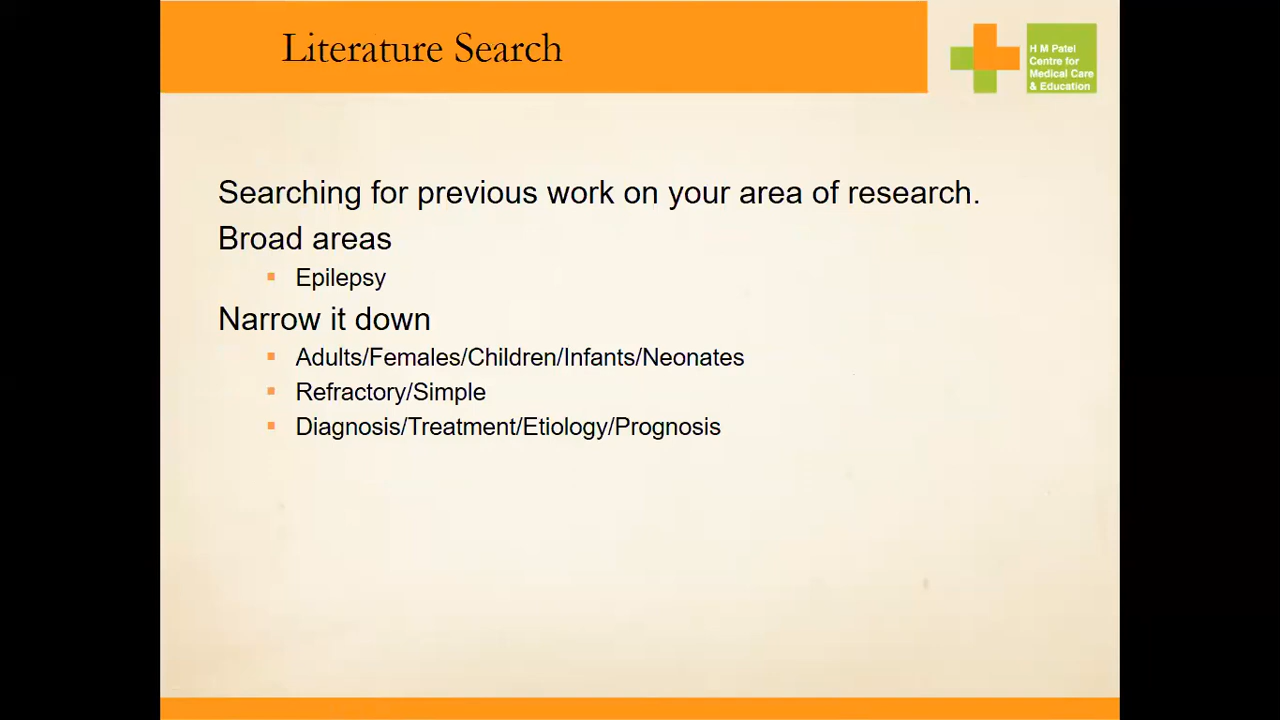 Literature Search
H M Patel
Centre for
Medical Care
& Education
Searching for previous work on your area of research.
Broad areas
Epilepsy
Narrow it down
Adults/Females/Children/Infants/Neonates
Refractory/Simple
Diagnosis/Treatment/Etiology/Prognosis